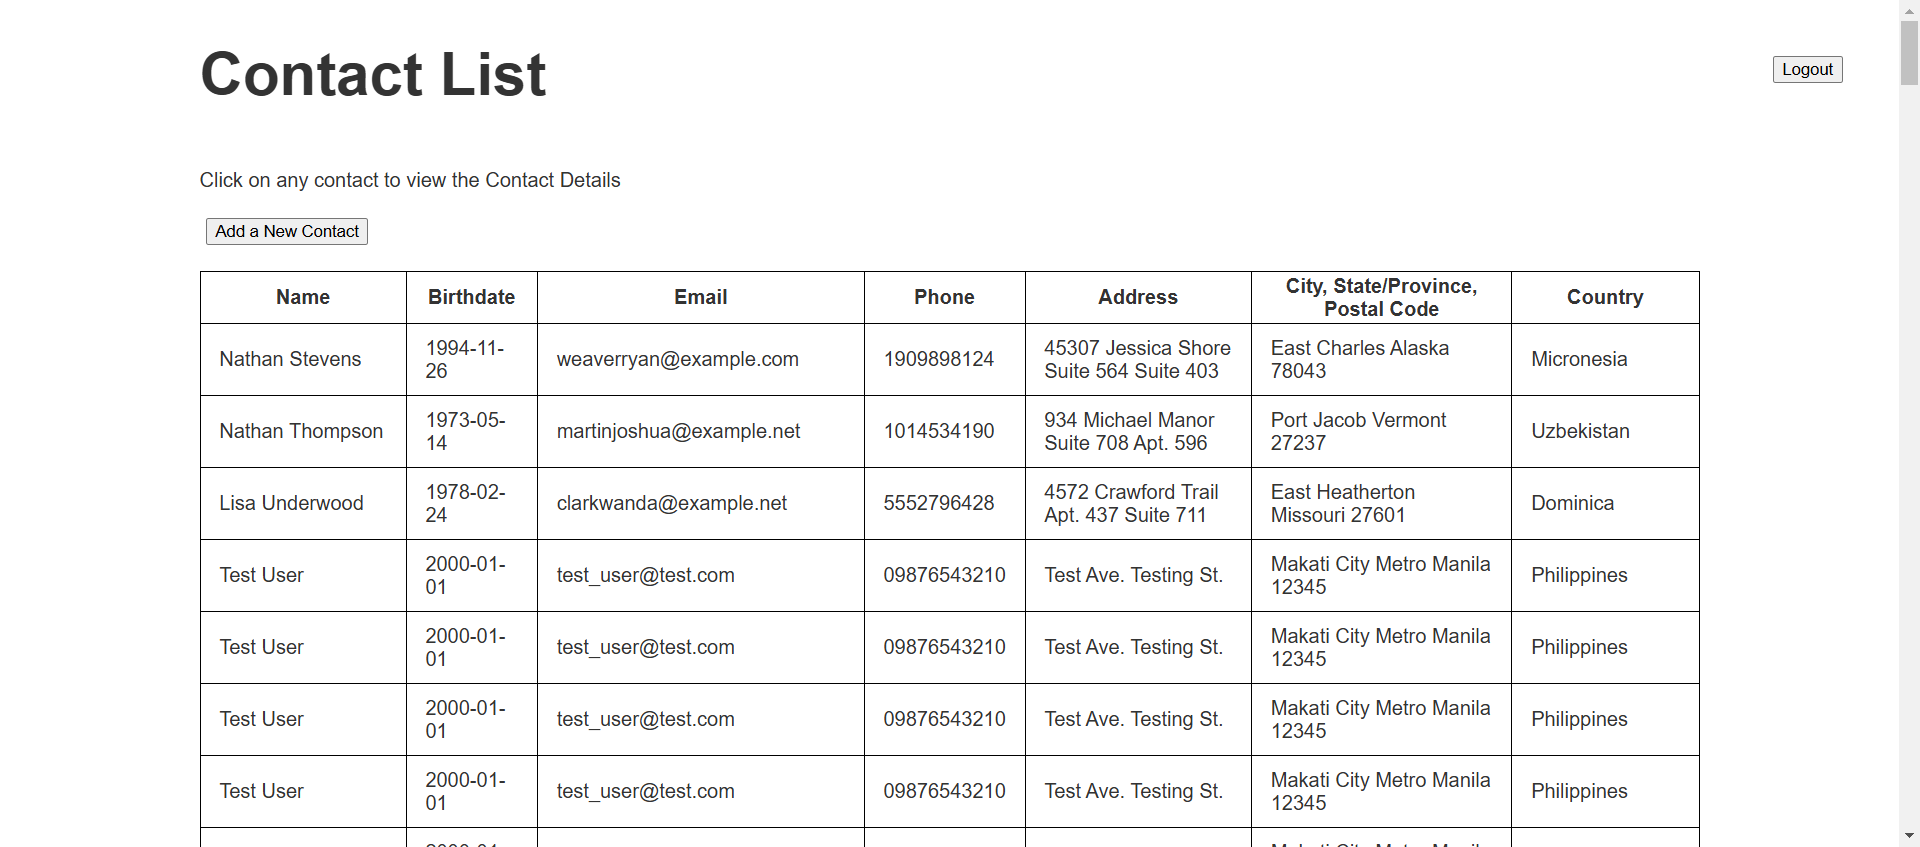 Contact List
Logout
Click on any contact to view the Contact Details
Add a New Contact
Name Birthdate Email Phone Address City, State/Province, Postal Code Country
Nathan Stevens 1994-11-26 weaverryan@example.com 1909898124 45307 Jessica Shore Suite 564 Suite 403 East Charles Alaska 78043 Micronesia
Nathan Thompson 1973-05-14 martinjoshua@example.net 1014534190 934 Michael Manor Suite 708 Apt. 596 Port Jacob Vermont 27237 Uzbekistan
Lisa Underwood 1978-02-24 clarkwanda@example.net 5552796428 4572 Crawford Trail Apt. 437 Suite 711 East Heatherton Missouri 27601 Dominica
Test User 2000-01-01 test_user@test.com 09876543210 Test Ave. Testing St. Makati City Metro Manila 12345 Philippines
Test User 2000-01-01 test_user@test.com 09876543210 Test Ave. Testing St. Makati City Metro Manila 12345 Philippines
Test User 2000-01-01 test_user@test.com 09876543210 Test Ave. Testing St. Makati City Metro Manila 12345 Philippines
Test User 2000-01-01 test_user@test.com 09876543210 Test Ave. Testing St. Makati City Metro Manila 12345 Philippines